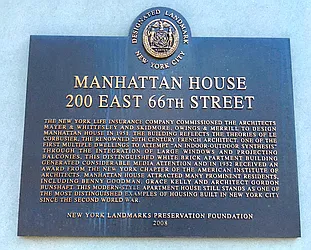 DESIGNATED LANDMARK
NEW YORK CITY
MANHATTAN HOUSE
200 EAST 66TH STREET
THE NEW YORK LIFE INSURANCE COMPANY COMMISSIONED THE ARCHITECTS
MAYER & WHITTLESEY AND SKIDMORE, OWINGS & MERRILL TO DESIGN
MANHATTAN HOUSE IN 1951. THE BUILDING REFLECTS THE THEORIES OF LE
CORBUSIER, THE RENOWNED 20TH CENTURY FRENCH ARCHITECT. ONE OF THE
FIRST MULTIPLE DWELLINGS TO ATTEMPT "AN INDOOR-OUTDOOR SYNTHESIS"
THROUGH THE INTEGRATION OF LARGE WINDOWS AND PROJECTING
BALCONIES, THIS DISTINGUISHED WHITE BRICK APARTMENT BUILDING
GENERATED CONSIDERABLE MEDIA ATTENTION AND IN 1952 RECEIVED AN
AWARD FROM THE NEW YORK CHAPTER OF THE AMERICAN INSTITUTE OF
ARCHITECTS. MANHATTAN HOUSE ATTRACTED MANY PROMINENT RESIDENTS,
INCLUDING BENNY GOODMAN, GRACE KELLY AND ARCHITECT GORDON
BUNSHAFT. THIS MODERN-STYLE APARTMENT HOUSE STILL STANDS AS ONE OF
THE MOST DISTINGUISHED EXAMPLES OF HOUSING BUILT IN NEW YORK CITY
SINCE THE SECOND WORLD WAR.
NEW YORK LANDMARKS PRESERVATION FOUNDATION
2008